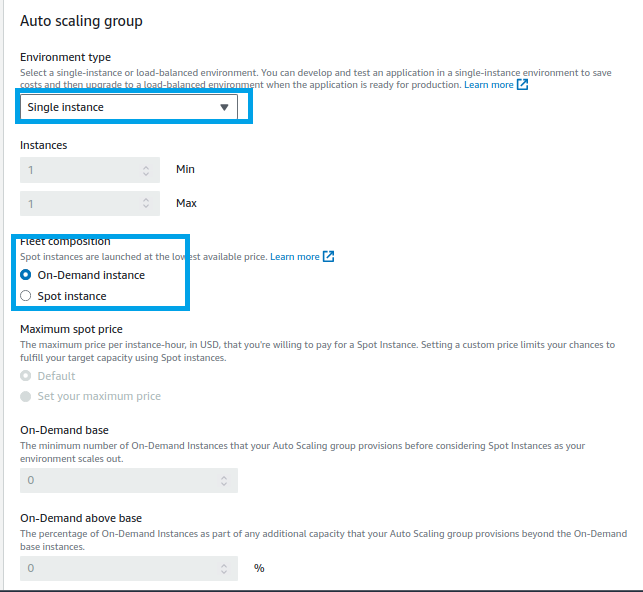 Auto scaling group
Environment type
Select a single-instance or load-balanced environment. You can develop and test an application in a single-instance environment to save
costs and then upgrade to a load-balanced environment when the application is ready for production. Learn more
Single instance
Instances
1 Min
1 Max
Fleet composition
Spot instances are launched at the lowest available price. Learn more
On-Demand instance
Spot instance
Maximum spot price
The maximum price per instance-hour, in USD, that you're willing to pay for a Spot Instance. Setting a custom price limits your chances to
fulfill your target capacity using Spot instances.
Default
Set your maximum price
On-Demand base
The minimum number of On-Demand Instances that your Auto Scaling group provisions before considering Spot Instances as your
environment scales out.
0
On-Demand above base
The percentage of On-Demand Instances as part of any additional capacity that your Auto Scaling group provisions beyond the On-Demand
base instances.
0 %